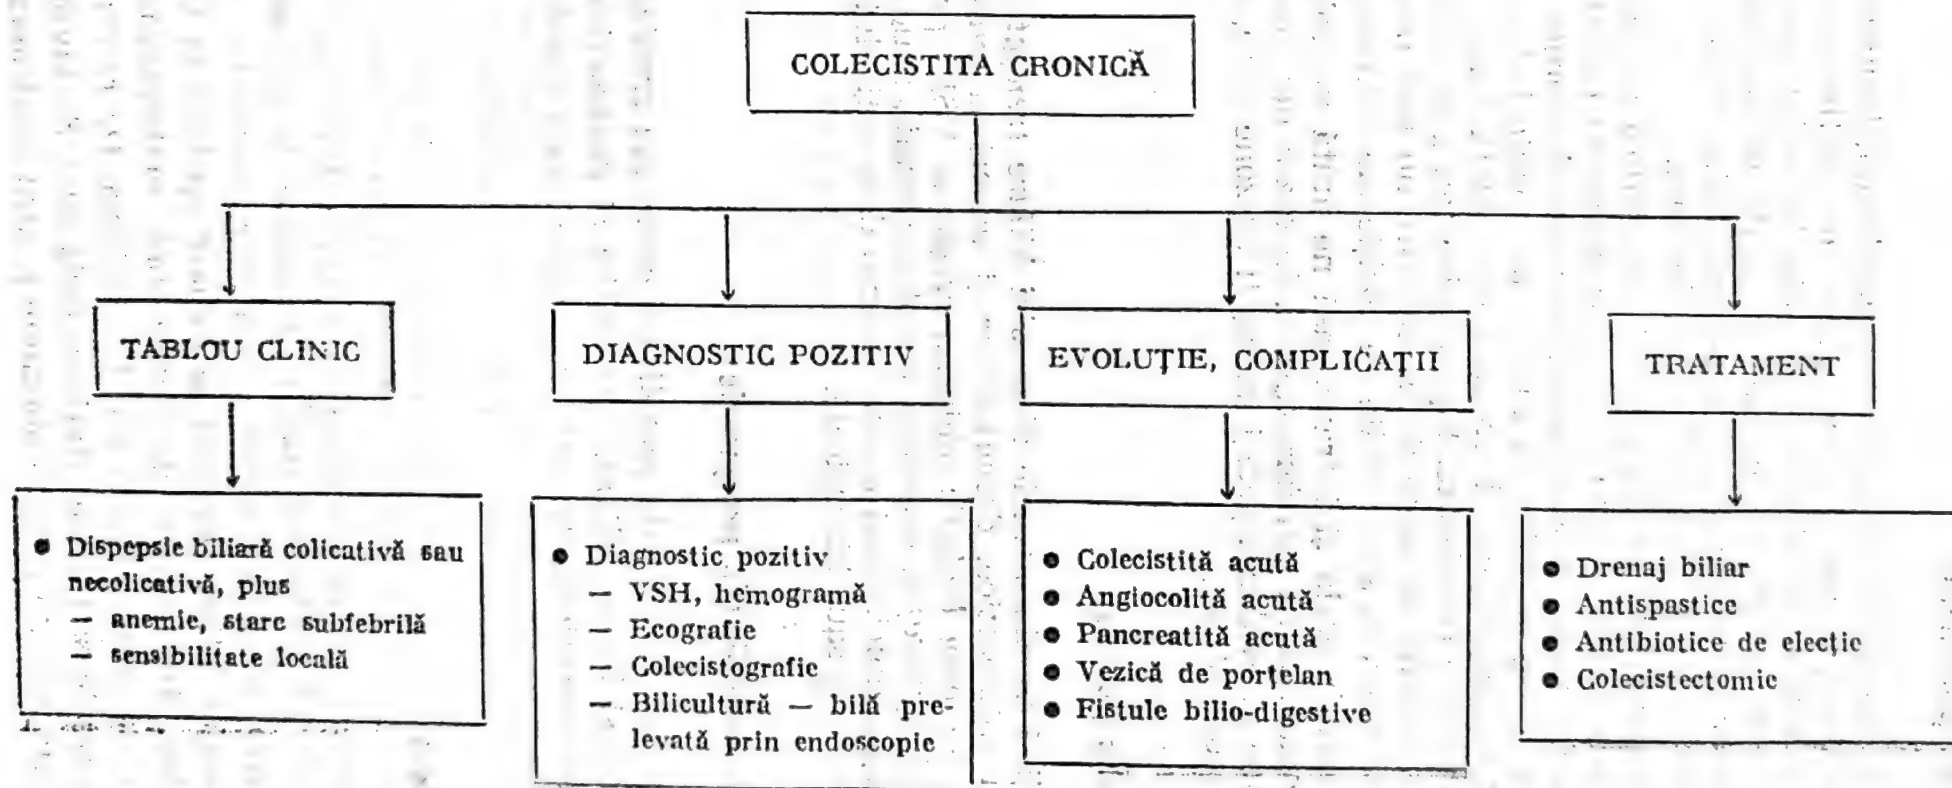 COLECISTITA CRONICĂ
TABLOU CLINIC
DIAGNOSTIC POZITIV
EVOLUŢIE, COMPLICAŢII
TRATAMENT
● Dispepsie biliară colicativă sau
necolicativă, plus
— anemie, stare subfebrilă
— sensibilitate locală
● Diagnostic pozitiv
— VSH, hemogramă
— Ecografie
— Colecistografie
— Bilicultură — bilă pre-
levată prin endoscopie
● Colecistită acută
● Angiocolită acută
● Pancreatită acută
● Vezică de porţelan
● Fistule bilio-digestive
● Drenaj biliar
● Antispastice
● Antibiotice de elecţie
● Colecistectomie